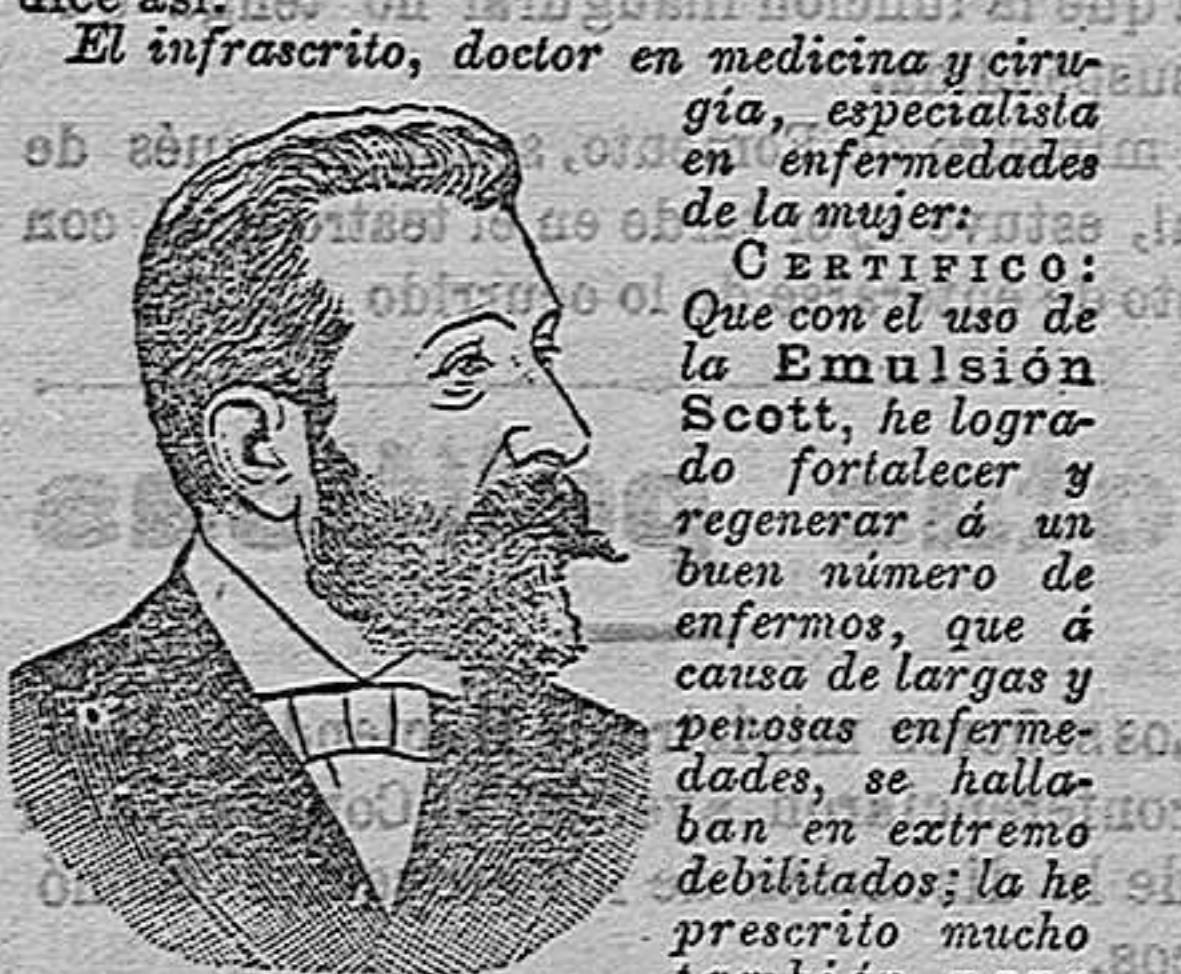 dice así:
El infrascrito, doctor en medicina y ciru-
gía, especialista
en enfermedades
de la mujer:
CERTIFICO:
Que con el uso de
la Emulsión
Scott, he logra-
do fortalecer y
regenerar á un
buen número de
enfermos, que á
causa de largas y
penosas enferme-
dades, se halla-
ban en extremo
debilitados; la he
prescrito mucho